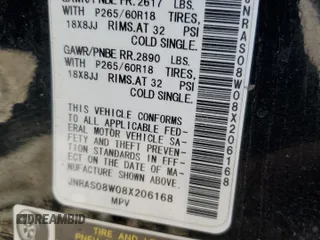 GAWR/PNBE FR.2617 LBS.
WITH P265/60R18 TIRES,
18X8JJ RIMS.AT 32 PSI
COLD SINGLE.
GAWR/PNBE RR.2890 LBS.
WITH P265/60R18 TIRES,
18X8JJ RIMS.AT 32 PSI
COLD SINGLE.
THIS VEHICLE CONFORMS
TO ALL APPLICABLE FED-
ERAL MOTOR VEHICLE SA-
FETY AND THEFT PREVEN-
TION STANDARDS IN EFF-
ECT ON THE DATE OF
MANUFACTURE SHOWN ABOVE.
JNRAS08W08X206168
MPV
JNRAS08W08X206168
DREAMBID
TIRE AND